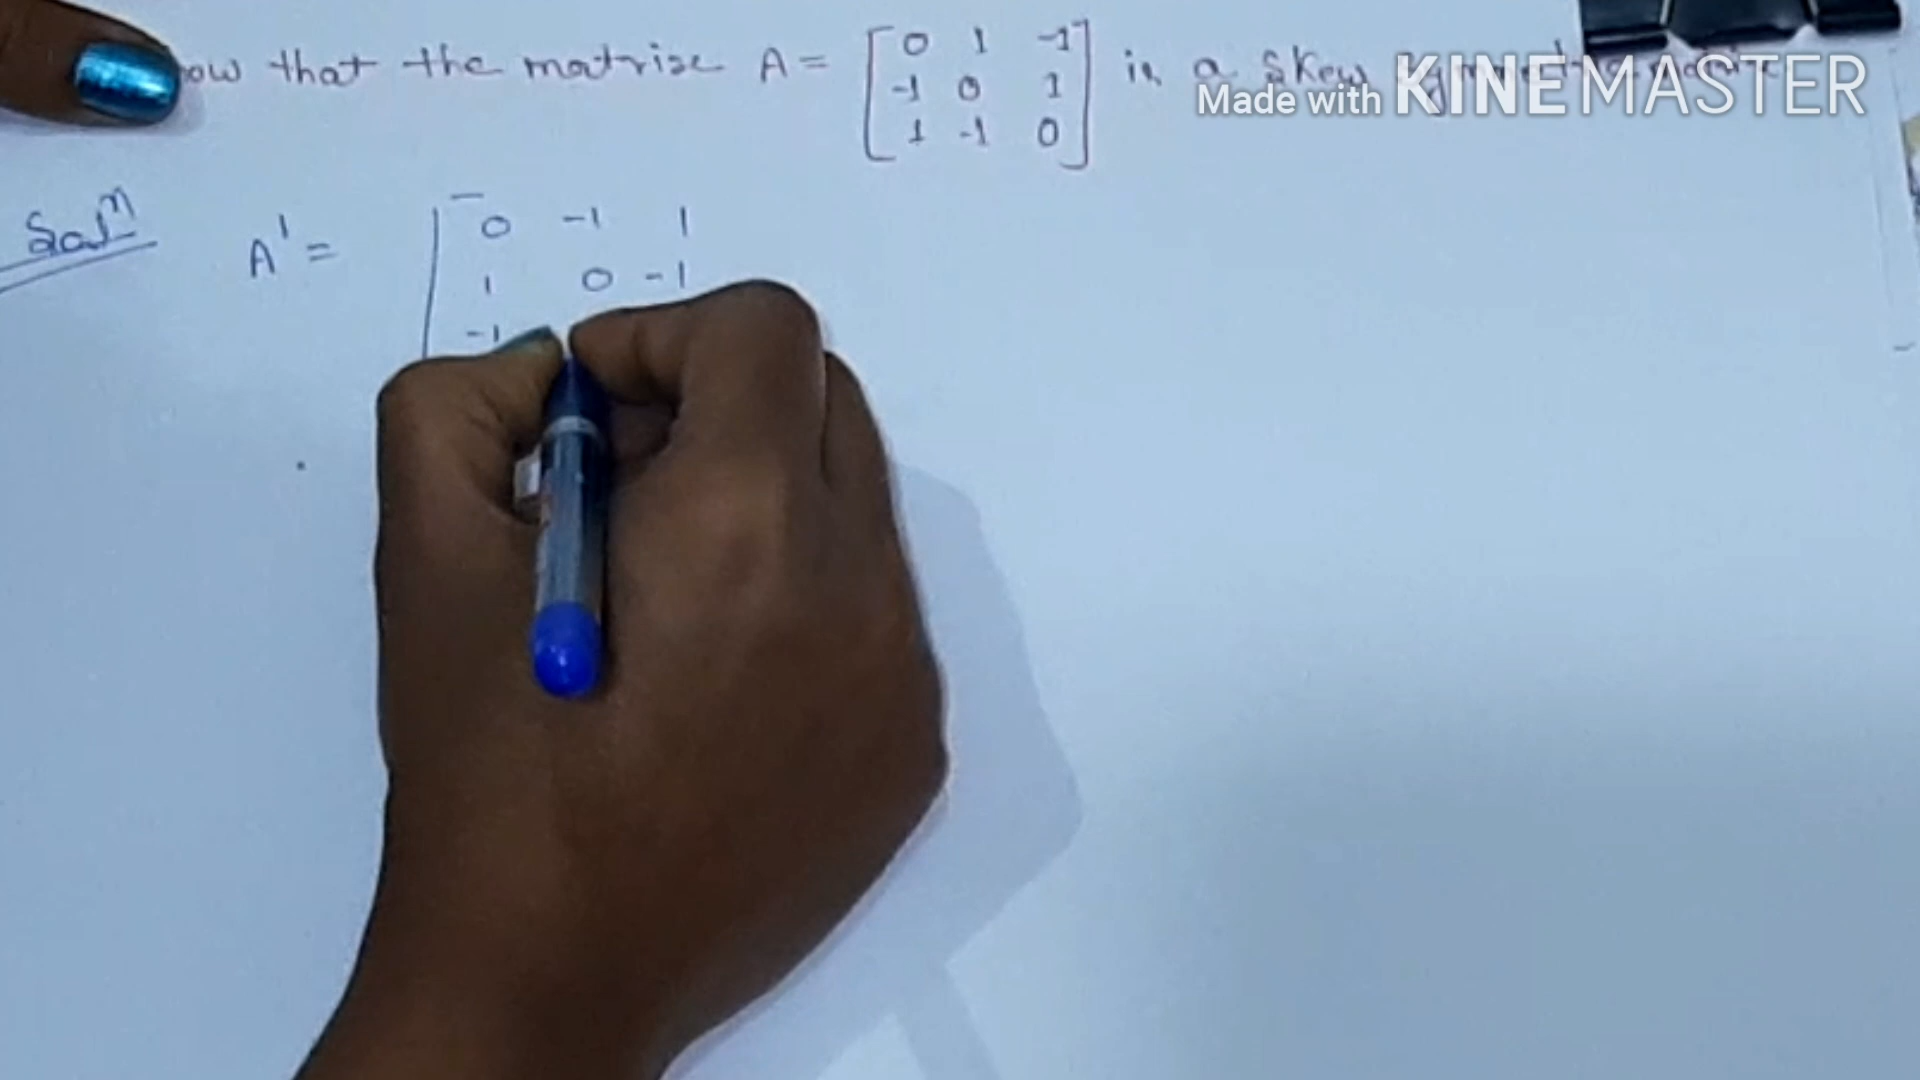 ow that the matrix A = [ 0 1 -1 ] is a skew
-1 0 1
1 -1 0
Made with KINEMASTER
Solⁿ A' = 0 -1 1
1 0 -1
-1